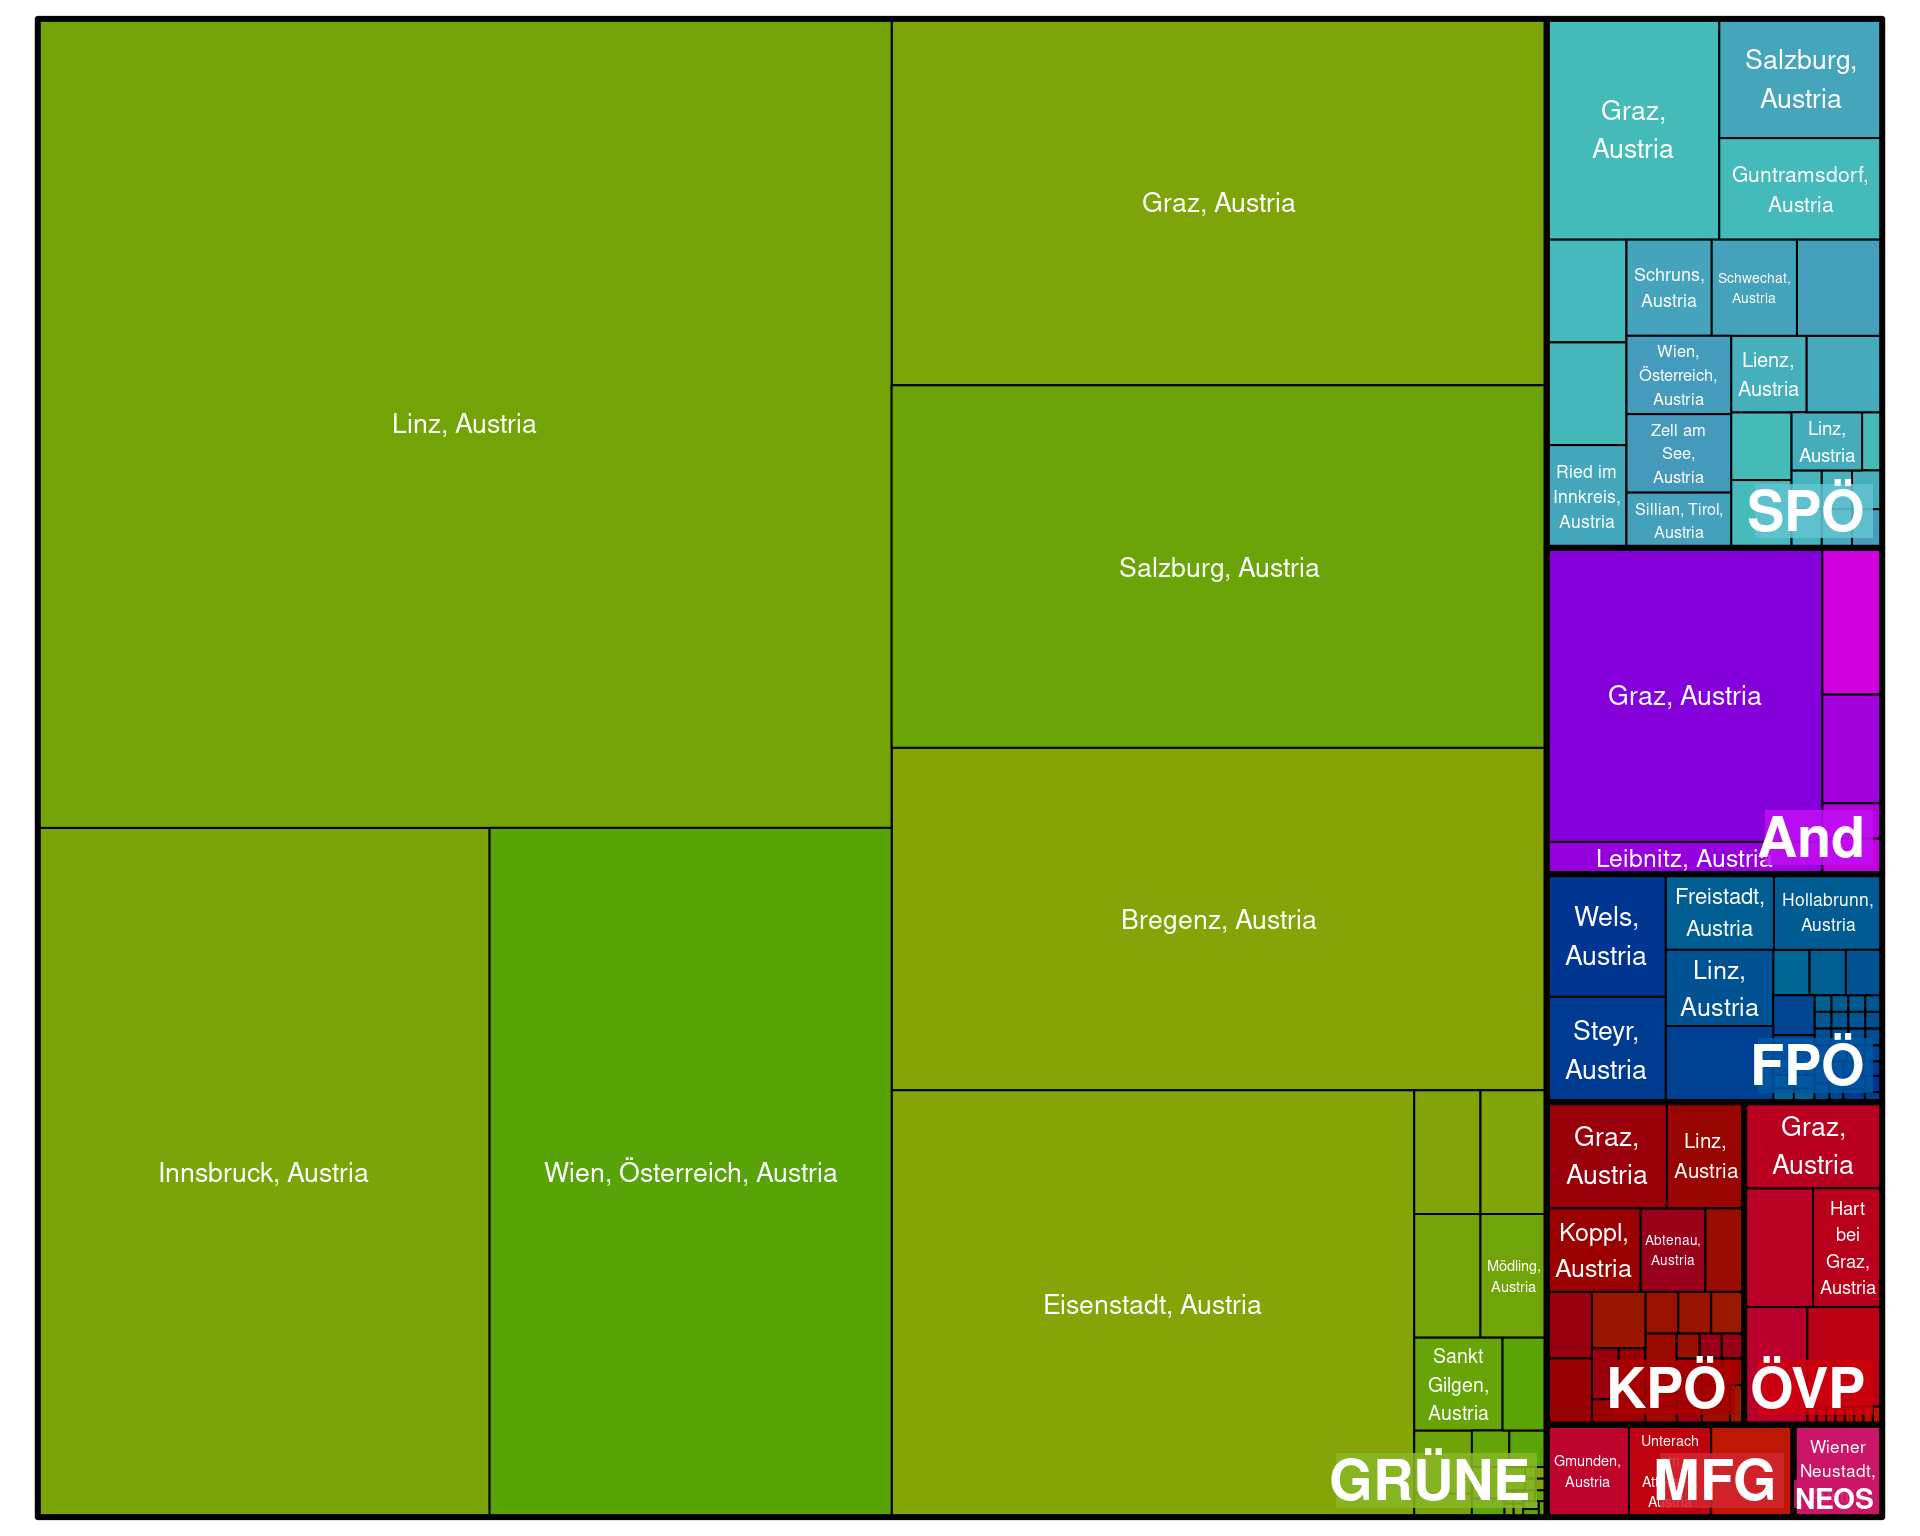 Linz, Austria
Graz, Austria
Salzburg, Austria
Bregenz, Austria
Innsbruck, Austria
Wien, Österreich, Austria
Eisenstadt, Austria
Mödling,
Austria
Sankt
Gilgen,
Austria
GRÜNE
Graz,
Austria
Salzburg,
Austria
Guntramsdorf,
Austria
Schruns,
Austria
Schwechat,
Austria
Wien,
Österreich,
Austria
Lienz,
Austria
Zell am
See,
Austria
Linz,
Austria
Ried im
Innkreis,
Austria
Sillian, Tirol,
Austria
SPÖ
Graz, Austria
Leibnitz, Austria
And
Wels,
Austria
Freistadt,
Austria
Hollabrunn,
Austria
Linz,
Austria
Steyr,
Austria
FPÖ
Graz,
Austria
Linz,
Austria
Koppl,
Austria
Abtenau,
Austria
KPÖ
Graz,
Austria
Hart
bei
Graz,
Austria
ÖVP
Gmunden,
Austria
Unterach
Austria
MFG
Wiener
Neustadt,
NEOS